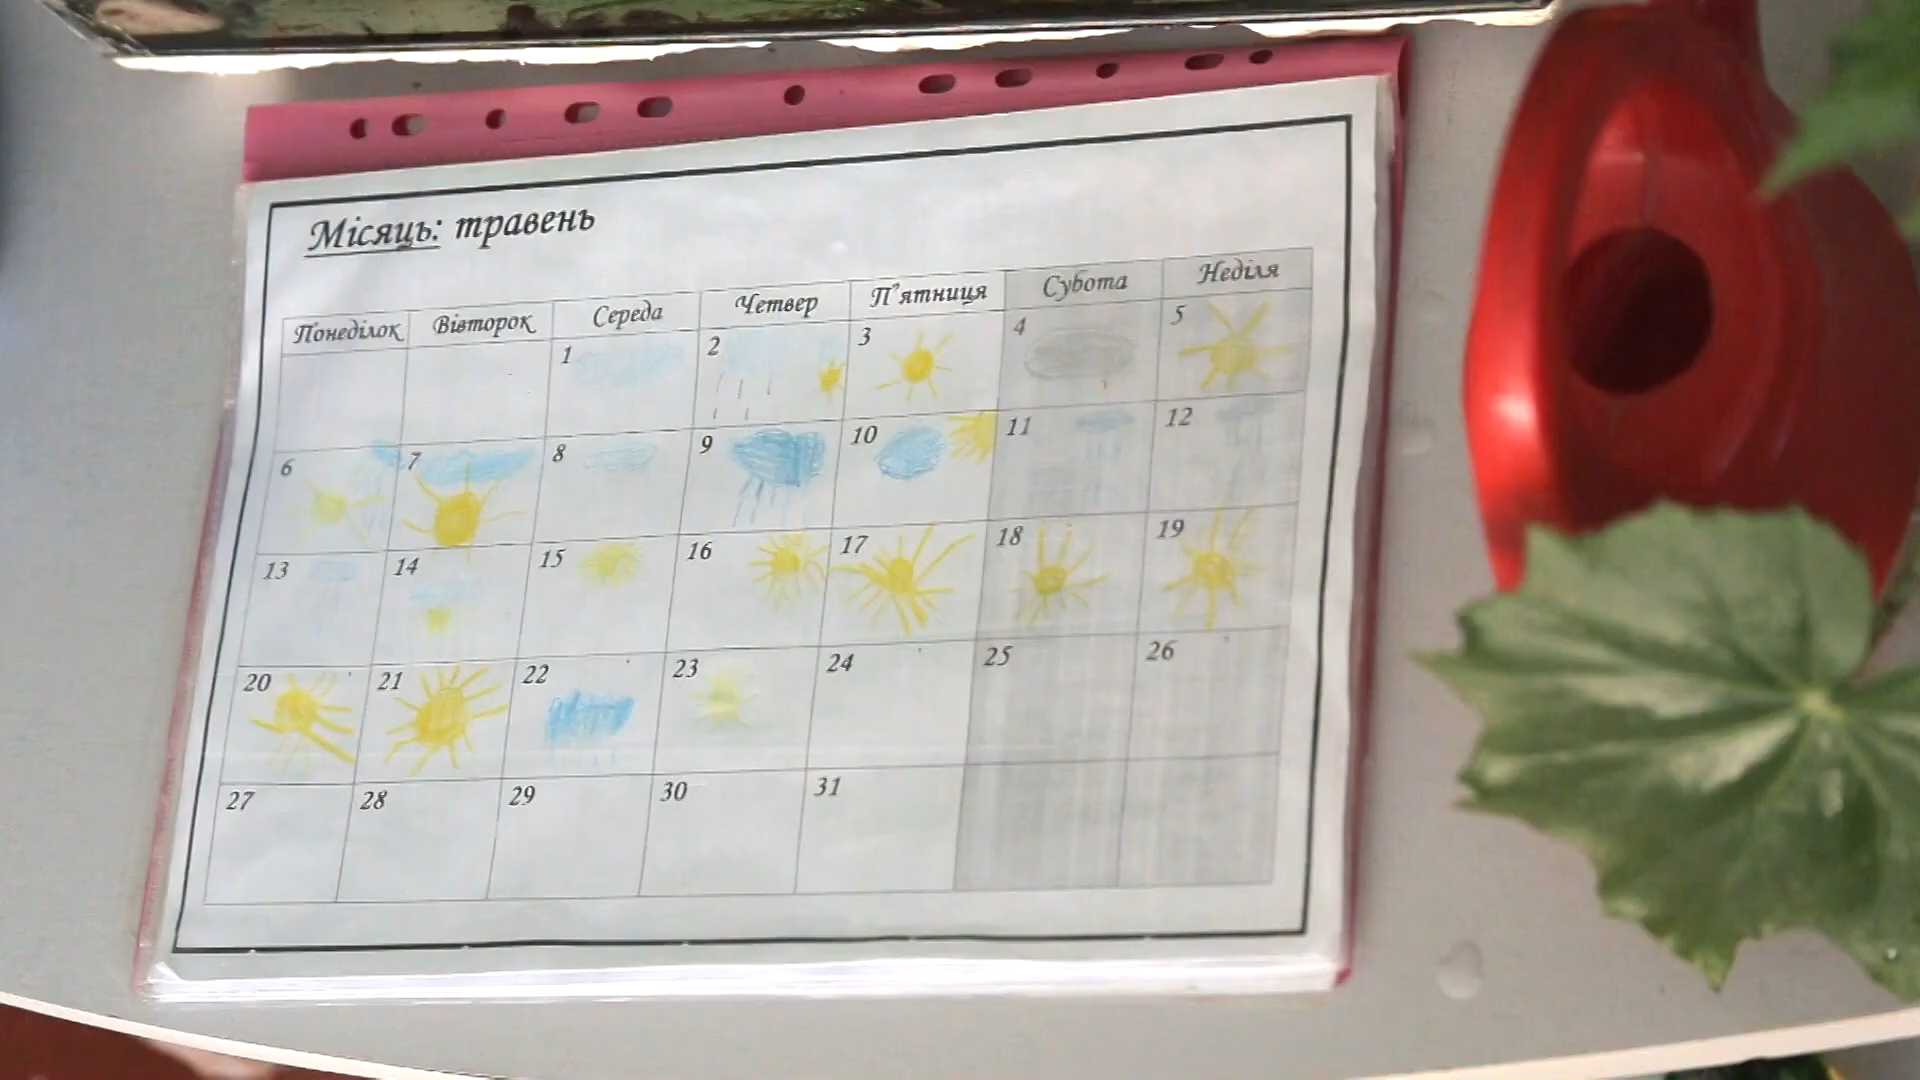 Місяць: травень
Понеділок Вівторок Середа Четвер П'ятниця Субота Неділя
1 2 3 4 5
6 7 8 9 10 11 12
13 14 15 16 17 18 19
20 21 22 23 24 25 26
27 28 29 30 31